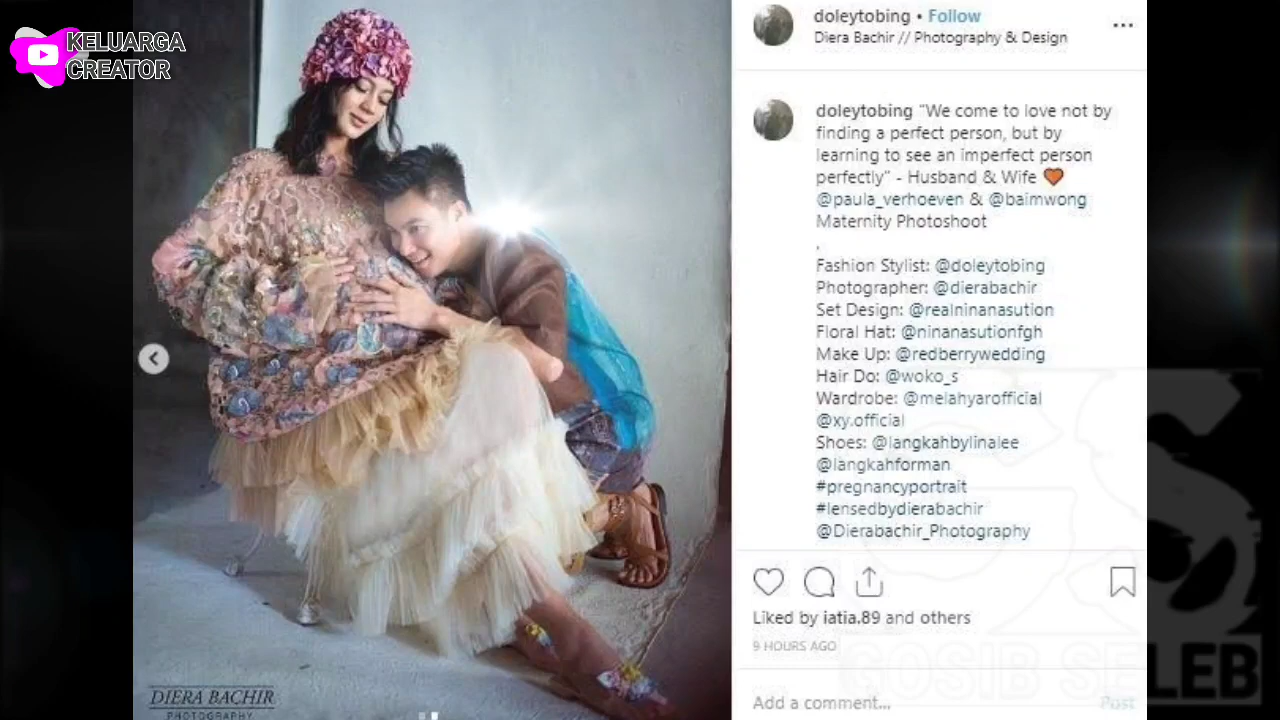 KELUARGA
CREATOR
doleytobing • Follow
Diera Bachir // Photography & Design
doleytobing "We come to love not by
finding a perfect person, but by
learning to see an imperfect person
perfectly" - Husband & Wife 🧡
@paula_verhoeven & @baimwong
Maternity Photoshoot
.
Fashion Stylist: @doleytobing
Photographer: @dierabachir
Set Design: @realninanasution
Floral Hat: @ninanasutionfgh
Make Up: @redberrywedding
Hair Do: @woko_s
Wardrobe: @melahyarofficial
@xy.official
Shoes: @langkahbylinalee
@langkahforman
#pregnancyportrait
#lensedbydierabachir
@Dierabachir_Photography
Liked by iatia.89 and others
9 HOURS AGO
Add a comment... Post
DIERA BACHIR
PHOTOGRAPHY
GOSIB SELEB